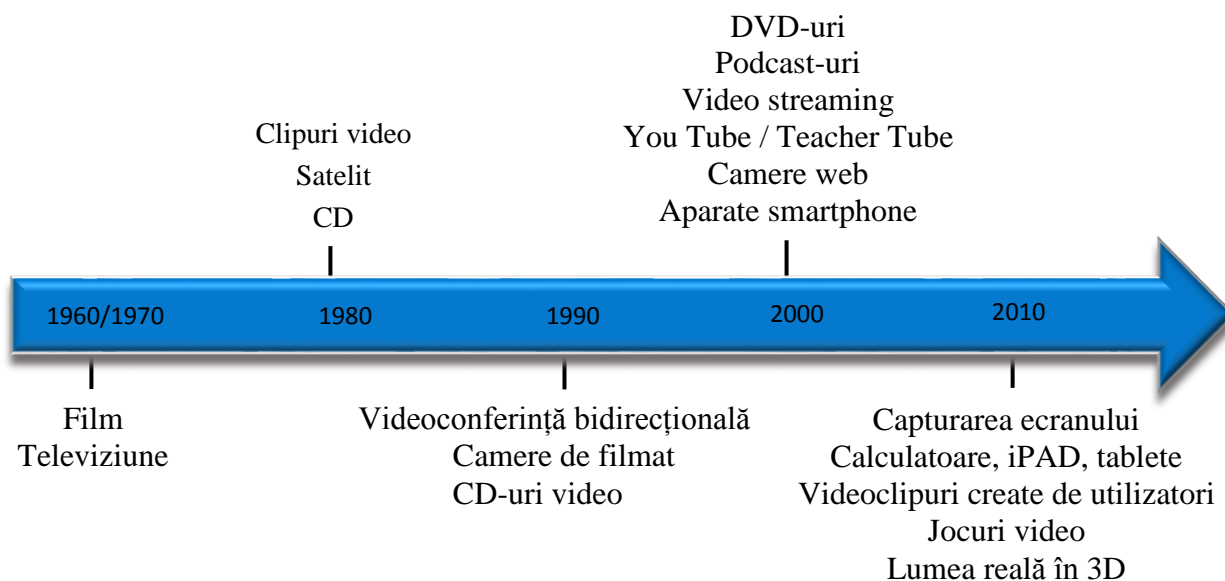 DVD-uri
Podcast-uri
Video streaming
You Tube / Teacher Tube
Camere web
Aparate smartphone
Clipuri video
Satelit
CD
1960/1970
1980
1990
2000
2010
Film
Televiziune
Videoconferință bidirecțională
Camere de filmat
CD-uri video
Capturarea ecranului
Calculatoare, iPAD, tablete
Videoclipuri create de utilizatori
Jocuri video
Lumea reală în 3D